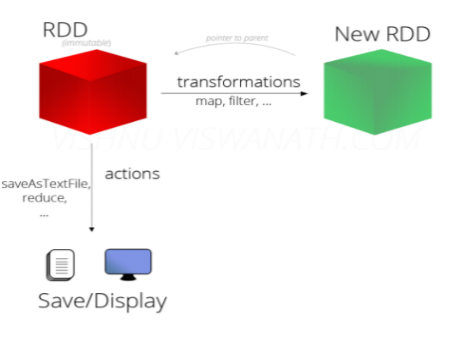 RDD
(immutable)
pointer to parent
New RDD
transformations
map, filter, ...
VISHNU VISWANATH.COM
actions
saveAsTextFile,
reduce,
...
Save/Display